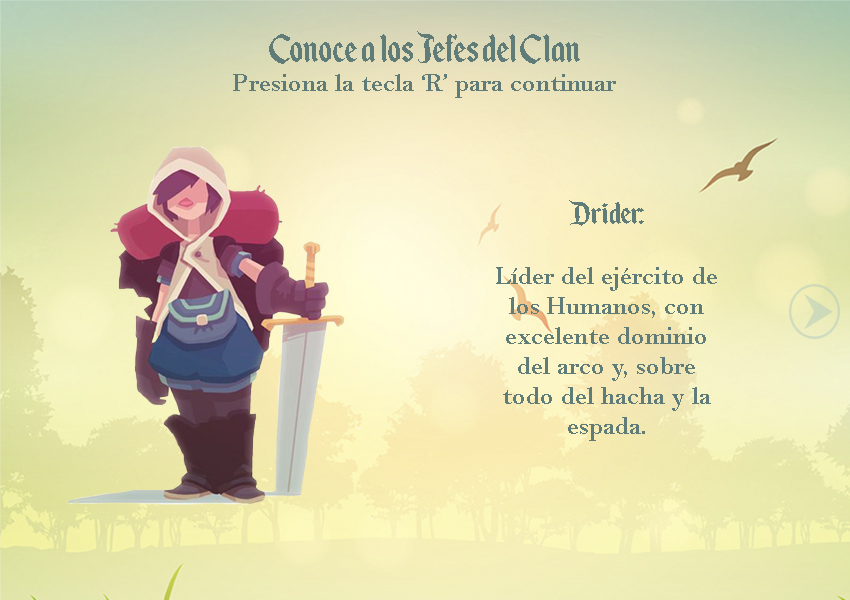 Conoce a los Jefes del Clan
Presiona la tecla ‘R’ para continuar
Drider:
Líder del ejército de
los Humanos, con
excelente dominio
del arco y, sobre
todo del hacha y la
espada.